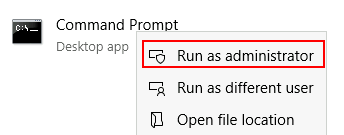 Command Prompt
Desktop app
Run as administrator
Run as different user
Open file location